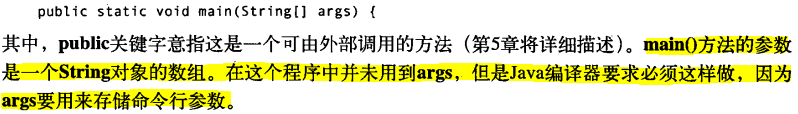 public static void main(String[] args) {
其中，public关键字意指这是一个可由外部调用的方法（第5章将详细描述）。main()方法的参数
是一个String对象的数组。在这个程序中并未用到args，但是Java编译器要求必须这样做，因为
args要用来存储命令行参数。